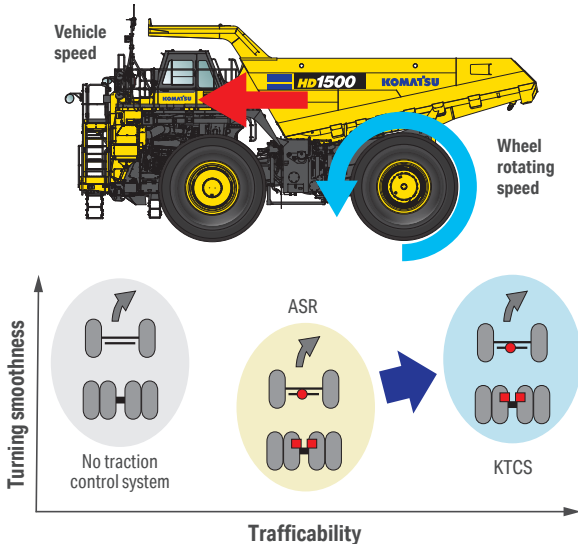 Vehicle
speed
HD1500
KOMATSU
KOMATSU
Wheel
rotating
speed
Turning smoothness
ASR
No traction
control system
KTCS
Trafficability